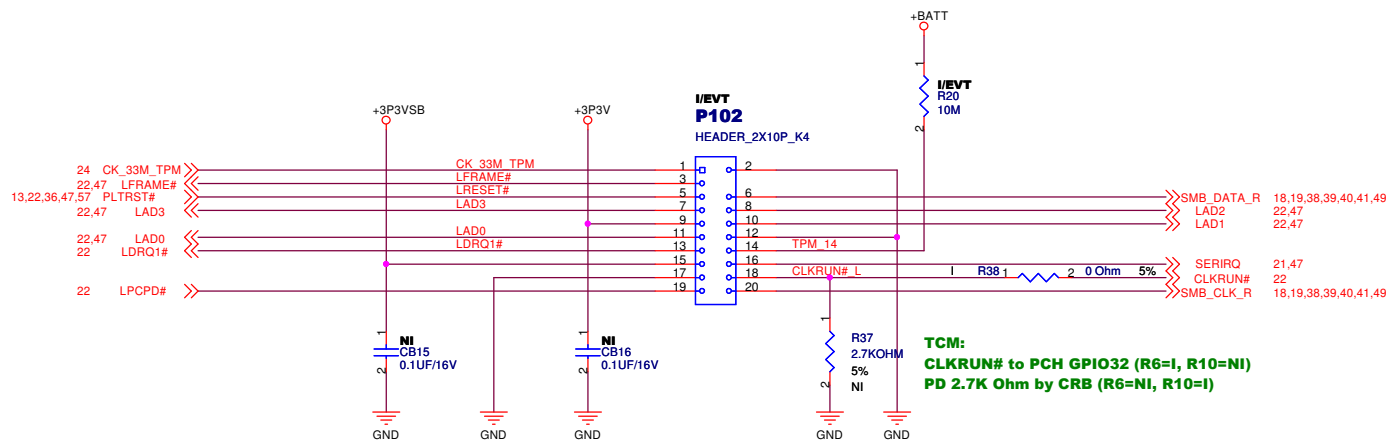 +BATT
1
I/EVT
R20
10M
2
+3P3VSB
+3P3V
I/EVT
P102
HEADER_2X10P_K4
24 CK_33M_TPM CK_33M_TPM 1 2
22,47 LFRAME# LFRAME# 3
13,22,36,47,57 PLTRST# LRESET# 5 6 SMB_DATA_R 18,19,38,39,40,41,49
22,47 LAD3 LAD3 7 8 LAD2 22,47
9 10 LAD1 22,47
22,47 LAD0 LAD0 11 12
22 LDRQ1# LDRQ1# 13 14 TPM_14
15 16 SERIRQ 21,47
17 18 CLKRUN#_L I R38 1 2 0 Ohm 5% CLKRUN# 22
22 LPCPD# 19 20 SMB_CLK_R 18,19,38,39,40,41,49
1
NI
CB15
0.1UF/16V
2
1
NI
CB16
0.1UF/16V
2
1
R37
2.7KOHM
5%
2
NI
TCM:
CLKRUN# to PCH GPIO32 (R6=I, R10=NI)
PD 2.7K Ohm by CRB (R6=NI, R10=I)
GND GND GND GND GND